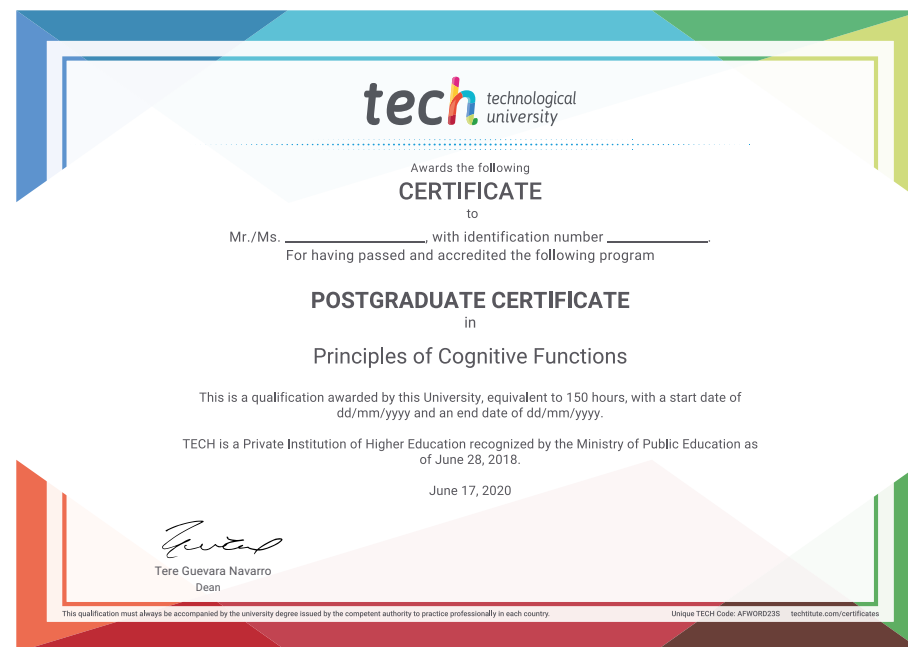 tech technological
university
Awards the following
CERTIFICATE
to
Mr./Ms. ____________________, with identification number ______________.
For having passed and accredited the following program
POSTGRADUATE CERTIFICATE
in
Principles of Cognitive Functions
This is a qualification awarded by this University, equivalent to 150 hours, with a start date of
dd/mm/yyyy and an end date of dd/mm/yyyy.
TECH is a Private Institution of Higher Education recognized by the Ministry of Public Education as
of June 28, 2018.
June 17, 2020
Tere Guevara Navarro
Dean
This qualification must always be accompanied by the university degree issued by the competent authority to practice professionally in each country.
Unique TECH Code: AFWORD23S techtitute.com/certificates